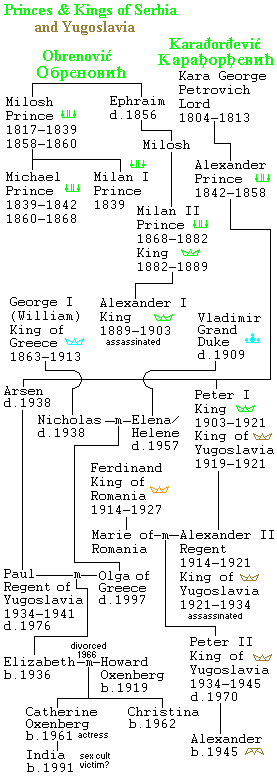 Princes & Kings of Serbia
and Yugoslavia
Obrenović
Обреновић
Karađorđević
Карађорђевић
Kara George
Petrovich
Lord
1804–1813
Milosh
Prince
1817–1839
1858–1860
Ephraim
d.1856
Milosh
Alexander
Prince
1842–1858
Michael
Prince
1839–1842
1860–1868
Milan I
Prince
1839
Milan II
Prince
1868–1882
King
1882–1889
George I
(William)
King of
Greece
1863–1913
Alexander I
King
1889–1903
assassinated
Vladimir
Grand
Duke
d.1909
Arsen
d.1938
Nicholas
d.1938
m
Elena/
Helene
d.1957
Peter I
King
1903–1921
King of
Yugoslavia
1919–1921
Ferdinand
King of
Romania
1914–1927
Marie of
Romania
m
Alexander II
Regent
1914–1921
King of
Yugoslavia
1921–1934
assassinated
Paul
Regent of
Yugoslavia
1934–1941
d.1976
m
Olga of
Greece
d.1997
Peter II
King of
Yugoslavia
1934–1945
d.1970
divorced
1966
Elizabeth
b.1936
m
Howard
Oxenberg
b.1919
Catherine
Oxenberg
b.1961 actress
Christina
b.1962
Alexander
b.1945
India
b.1991
sex cult
victim?